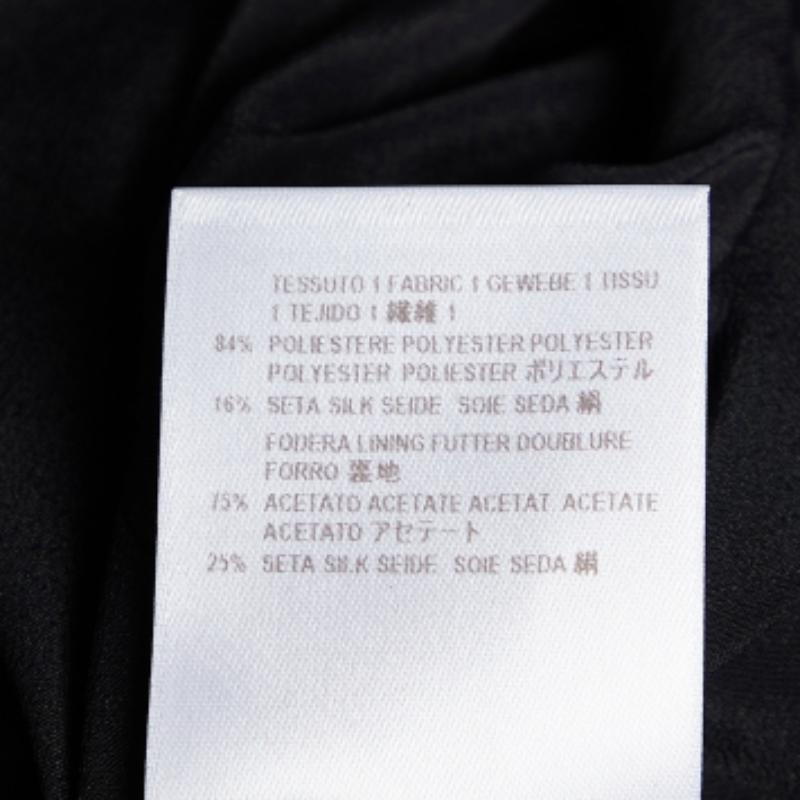 TESSUTO 1 FABRIC 1 GEWEBE 1 TISSU
1 TEJIDO 1 繊維 1
84% POLIESTERE POLYESTER POLYESTER
POLYESTER POLIESTER ポリエステル
16% SETA SILK SEIDE SOIE SEDA 絹
FODERA LINING FUTTER DOUBLURE
FORRO 裏地
75% ACETATO ACETATE ACETAT ACETATE
ACETATO アセテート
25% SETA SILK SEIDE SOIE SEDA 絹